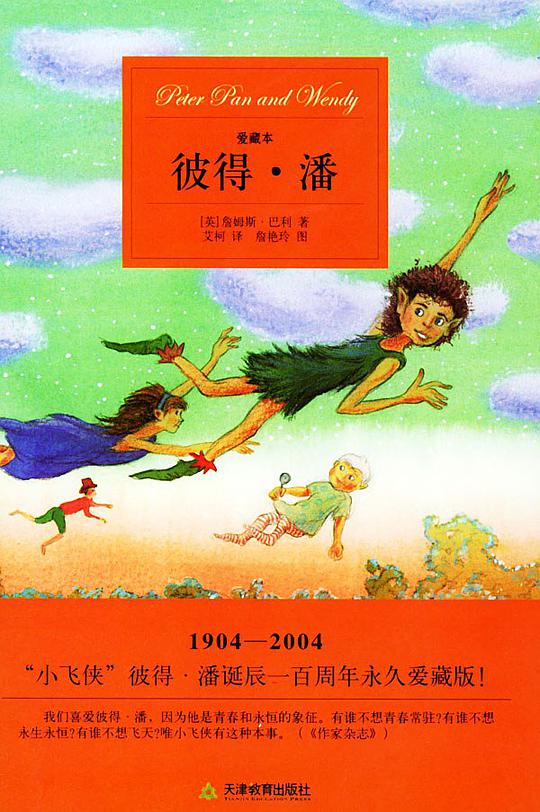 Peter Pan and Wendy
爱藏本
彼得·潘
[英]詹姆斯·巴利 著
艾柯 译 詹艳玲 图
1904—2004
“小飞侠”彼得·潘诞辰一百周年永久爱藏版！
我们喜爱彼得·潘，因为他是青春和永恒的象征。有谁不想青春常驻?有谁不想
永生永恒?有谁不想飞天?唯小飞侠有这种本事。（《作家杂志》）
天津教育出版社
TIANJIN EDUCATION PRESS